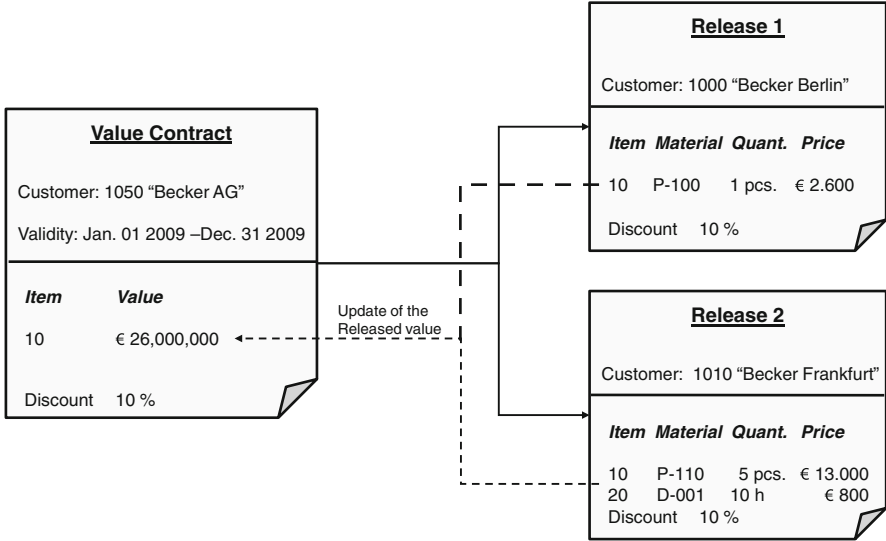 Value Contract
Customer: 1050 “Becker AG”
Validity: Jan. 01 2009 –Dec. 31 2009
Item Value
10 € 26,000,000
Discount 10 %
Update of the
Released value
Release 1
Customer: 1000 “Becker Berlin”
Item Material Quant. Price
10 P-100 1 pcs. € 2.600
Discount 10 %
Release 2
Customer: 1010 “Becker Frankfurt”
Item Material Quant. Price
10 P-110 5 pcs. € 13.000
20 D-001 10 h € 800
Discount 10 %